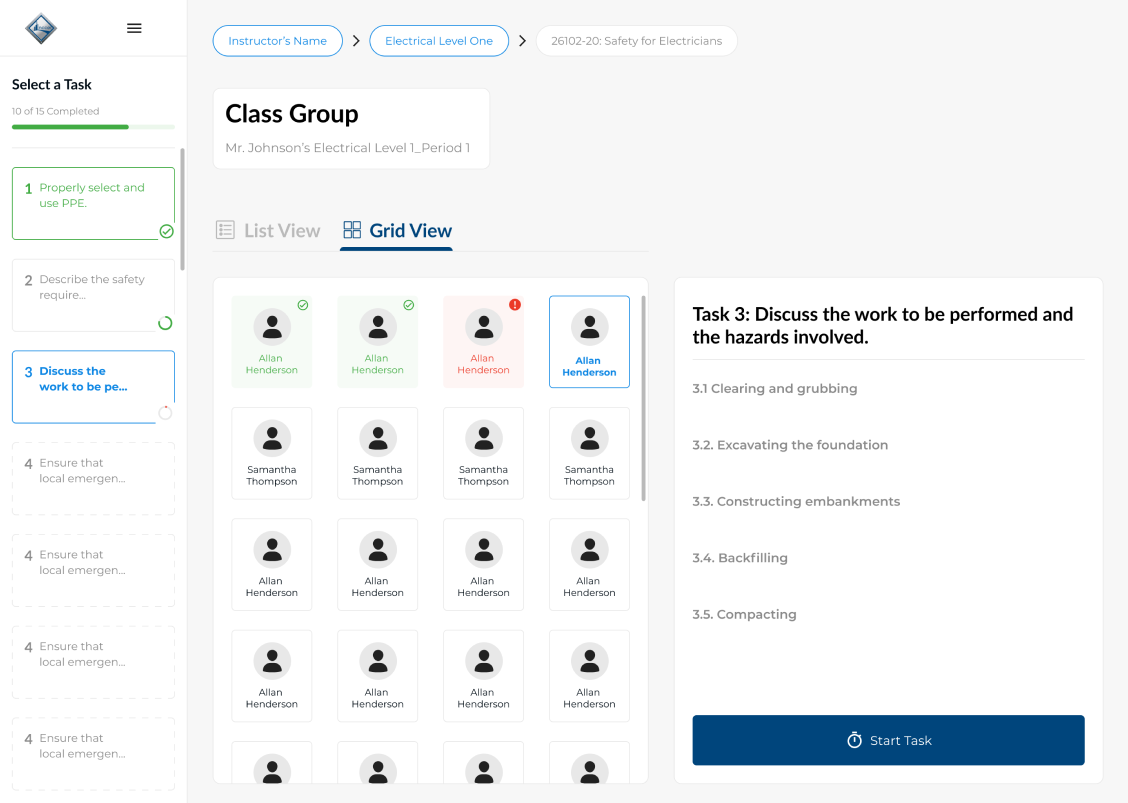 Instructor's Name
Electrical Level One
26102-20: Safety for Electricians
Select a Task
10 of 15 Completed
1 Properly select and
use PPE.
2 Describe the safety
require...
3 Discuss the
work to be pe...
4 Ensure that
local emergen...
4 Ensure that
local emergen...
4 Ensure that
local emergen...
4 Ensure that
local emergen...
Class Group
Mr. Johnson's Electrical Level 1_Period 1
List View
Grid View
Allan
Henderson
Allan
Henderson
Allan
Henderson
Allan
Henderson
Samantha
Thompson
Samantha
Thompson
Samantha
Thompson
Samantha
Thompson
Allan
Henderson
Allan
Henderson
Allan
Henderson
Allan
Henderson
Allan
Henderson
Allan
Henderson
Allan
Henderson
Allan
Henderson
Task 3: Discuss the work to be performed and
the hazards involved.
3.1 Clearing and grubbing
3.2. Excavating the foundation
3.3. Constructing embankments
3.4. Backfilling
3.5. Compacting
Start Task